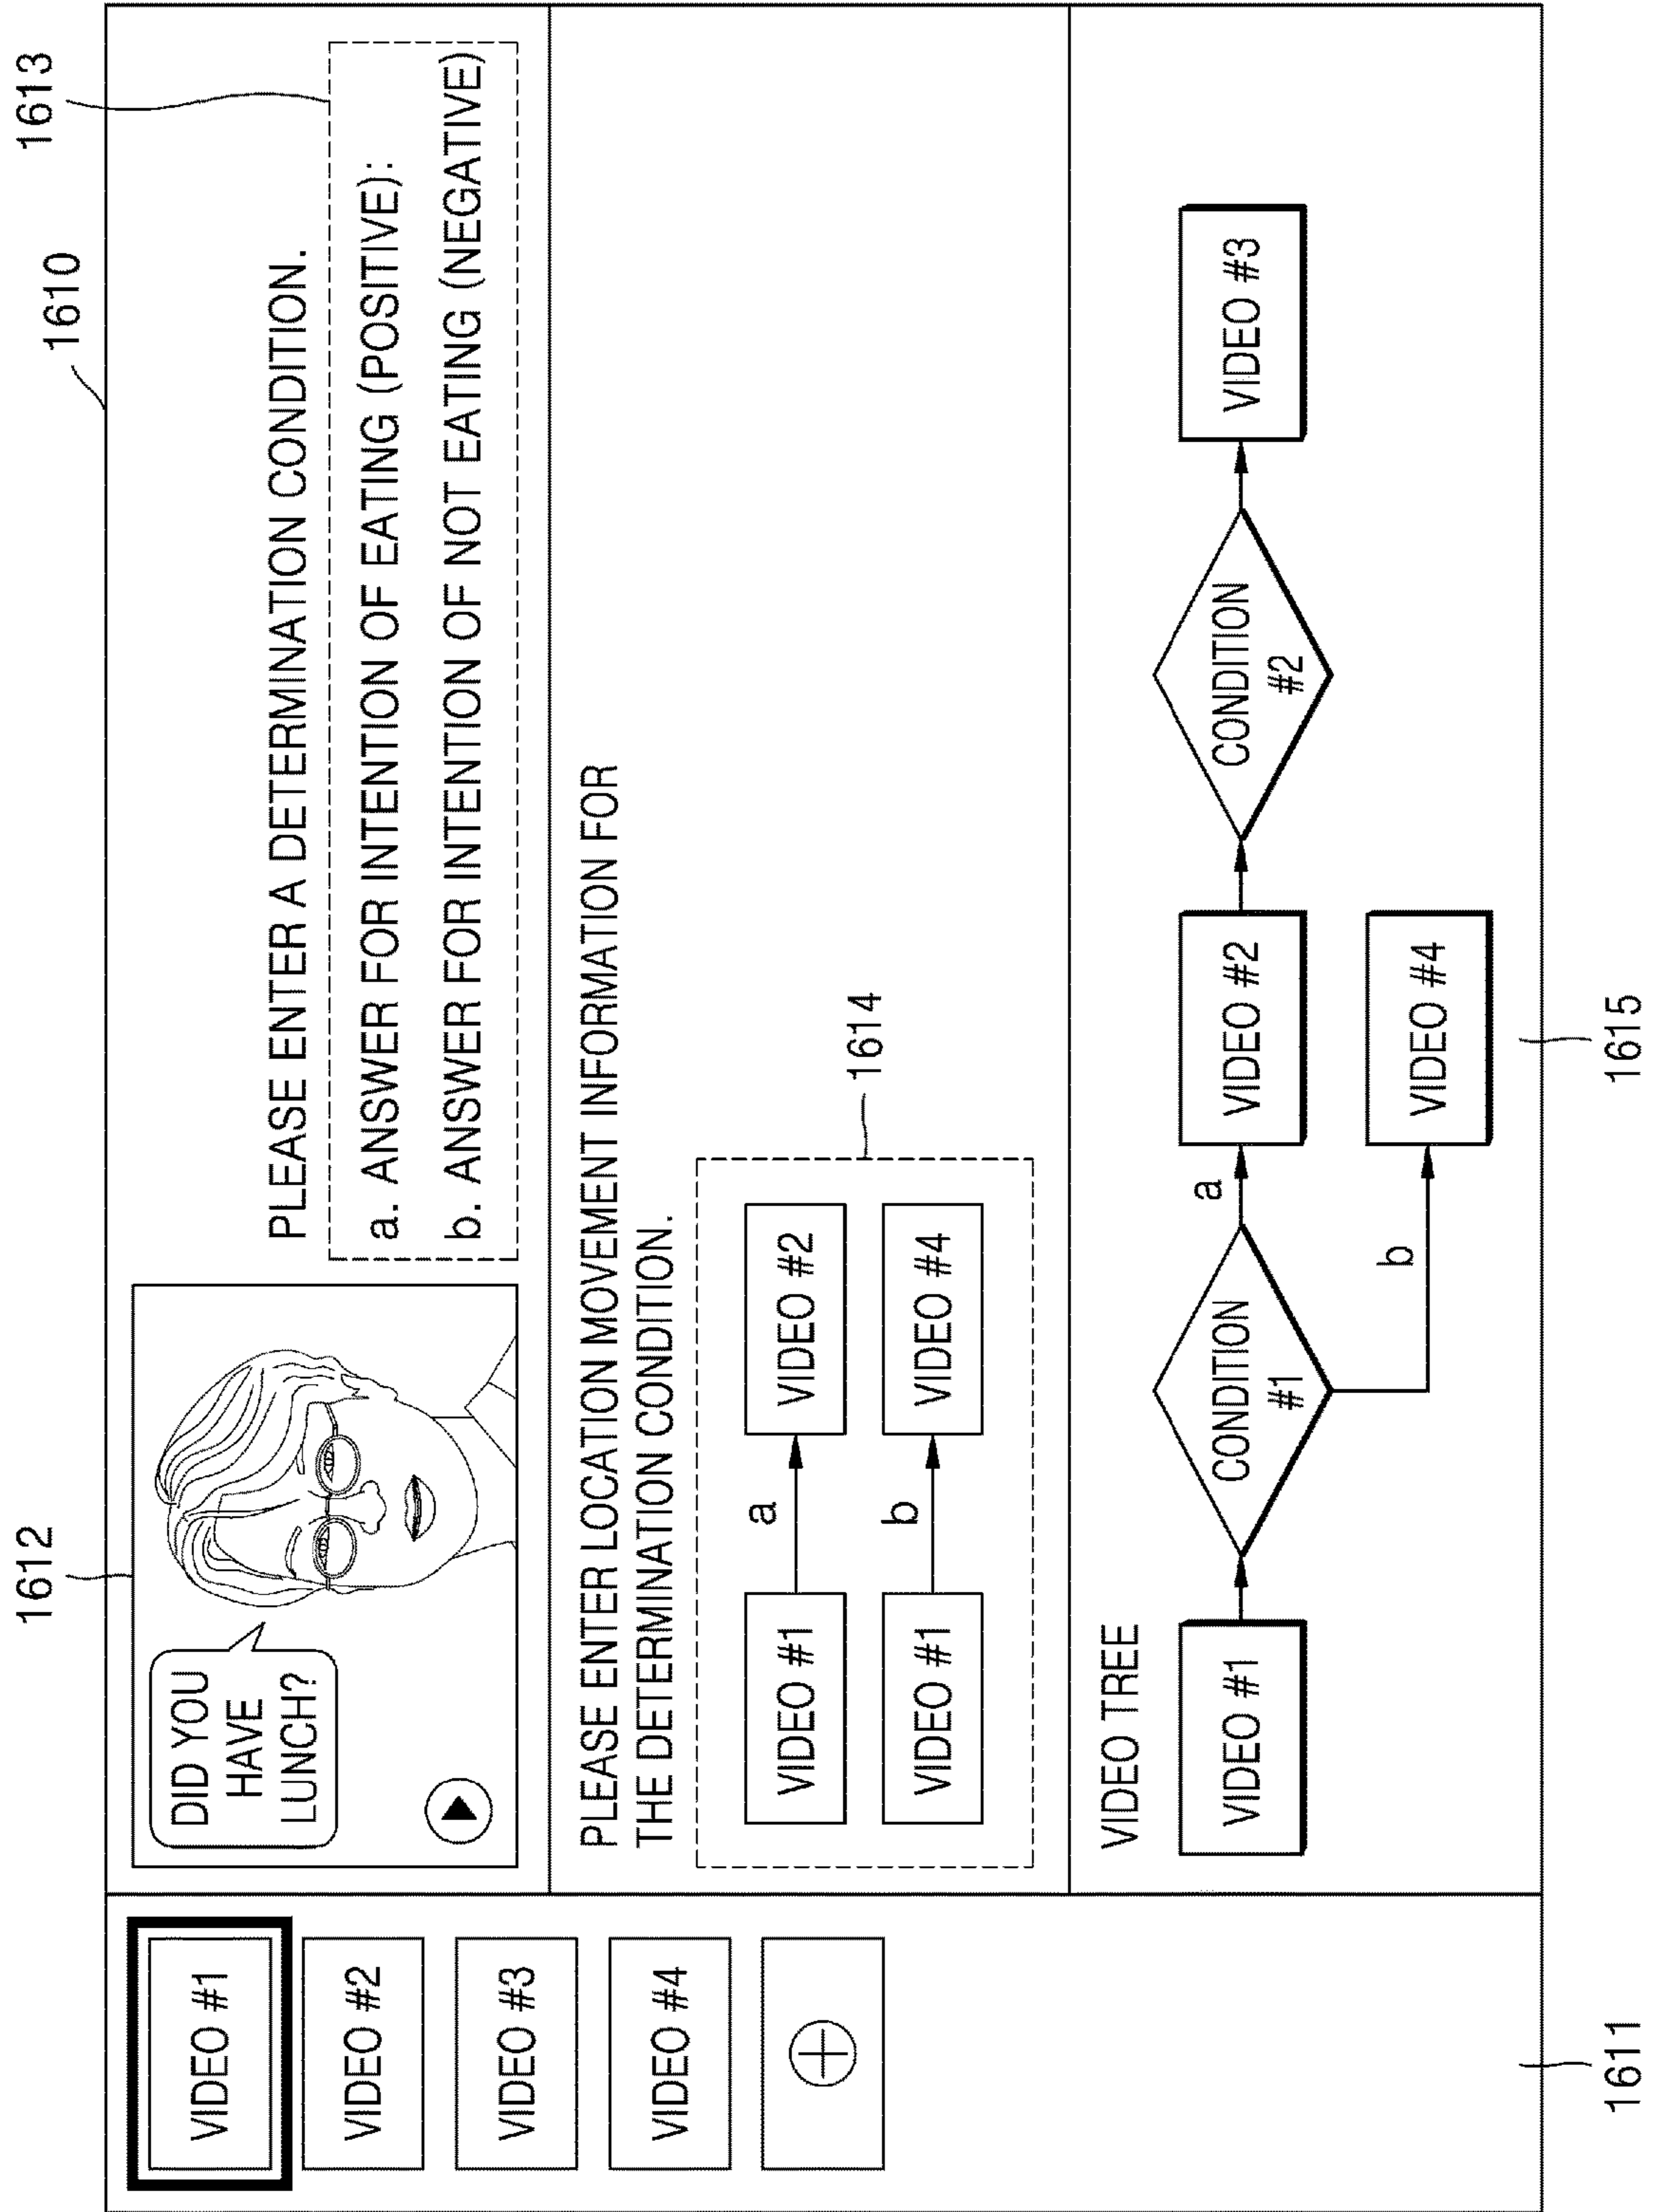 1612
1610
1613
VIDEO #1
VIDEO #2
VIDEO #3
VIDEO #4
DID YOU
HAVE
LUNCH?
PLEASE ENTER A DETERMINATION CONDITION.
a. ANSWER FOR INTENTION OF EATING (POSITIVE):
b. ANSWER FOR INTENTION OF NOT EATING (NEGATIVE)
PLEASE ENTER LOCATION MOVEMENT INFORMATION FOR
THE DETERMINATION CONDITION.
1614
VIDEO #1
a
VIDEO #2
VIDEO #1
b
VIDEO #4
VIDEO TREE
VIDEO #1
CONDITION
#1
a
VIDEO #2
CONDITION
#2
VIDEO #3
b
VIDEO #4
1611
1615